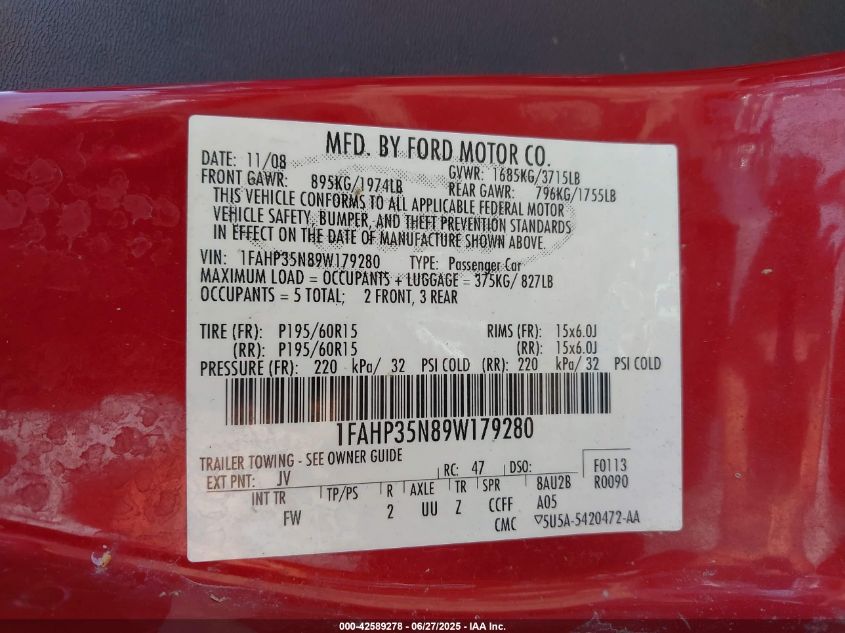 MFD. BY FORD MOTOR CO.
DATE: 11/08 GVWR: 1685KG/3715LB
FRONT GAWR: 895KG/1974LB REAR GAWR: 796KG/1755LB
THIS VEHICLE CONFORMS TO ALL APPLICABLE FEDERAL MOTOR
VEHICLE SAFETY, BUMPER, AND THEFT PREVENTION STANDARDS
IN EFFECT ON THE DATE OF MANUFACTURE SHOWN ABOVE.
VIN: 1FAHP35N89W179280 TYPE: Passenger Car
MAXIMUM LOAD = OCCUPANTS + LUGGAGE = 375KG/ 827LB
OCCUPANTS = 5 TOTAL; 2 FRONT, 3 REAR
TIRE (FR): P195/60R15 RIMS (FR): 15x6.0J
(RR): P195/60R15 (RR): 15x6.0J
PRESSURE (FR): 220 kPa/ 32 PSI COLD (RR): 220 kPa/ 32 PSI COLD
1FAHP35N89W179280
TRAILER TOWING - SEE OWNER GUIDE
EXT PNT: JV RC: 47 DSO: F0113
INT TR TP/PS R AXLE TR SPR 8AU2B R0090
FW 2 UU Z CCFF A05
CMC ▽5U5A-5420472-AA
000-42589278 - 06/27/2025 - IAA Inc.